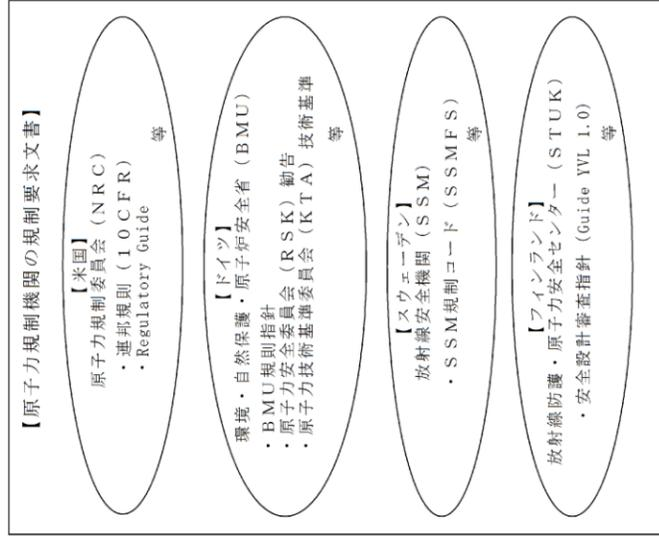 【原子力規制機関の規制要求文書】
【米国】
原子力規制委員会（NRC）
・連邦規則（10CFR）
・Regulatory Guide
等
【ドイツ】
環境・自然保護・原子炉安全省（BMU）
・BMU規則指針
・原子力安全委員会（RSK）勧告
・原子力技術基準委員会（KTA）技術基準
等
【スウェーデン】
放射線安全機関（SSM）
・SSM規制コード（SSMFS）
等
【フィンランド】
放射線防護・原子力安全センター（STUK）
・安全設計審査指針（Guide YVL 1.0）
等